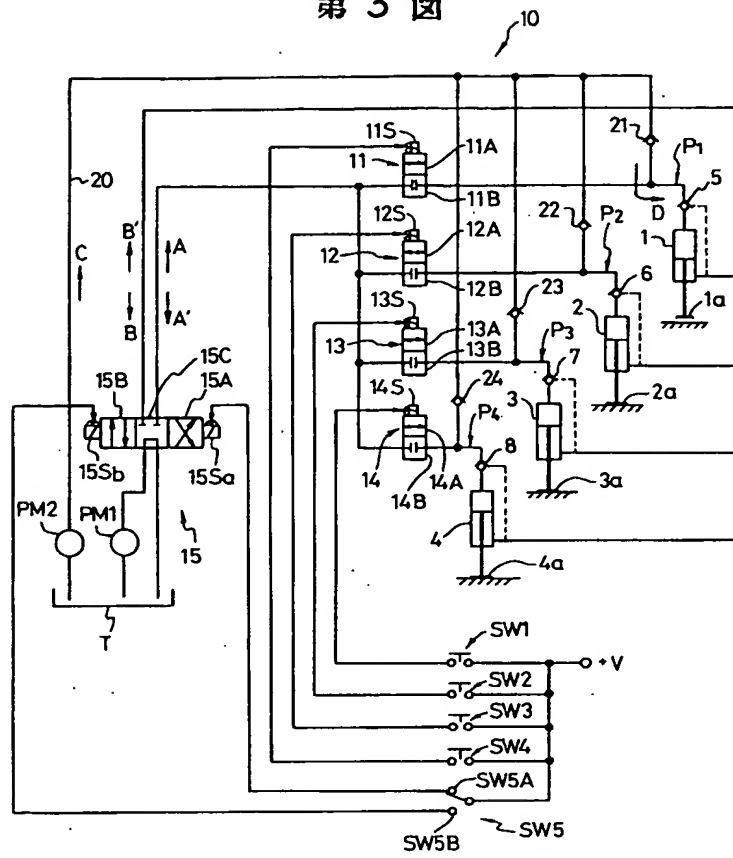 第 3 図
10
11S
11
11A
11B
21
P1
5
D
1
1a
20
B'
A
C
B
A'
12S
12
12A
12B
22
P2
6
2
2a
13S
13
13A
13B
23
P3
7
3
3a
15B
15C
15A
14S
14
14A
14B
24
P4
8
4
4a
15Sb
15Sa
PM2
PM1
15
T
SW1
+V
SW2
SW3
SW4
SW5A
SW5B
SW5